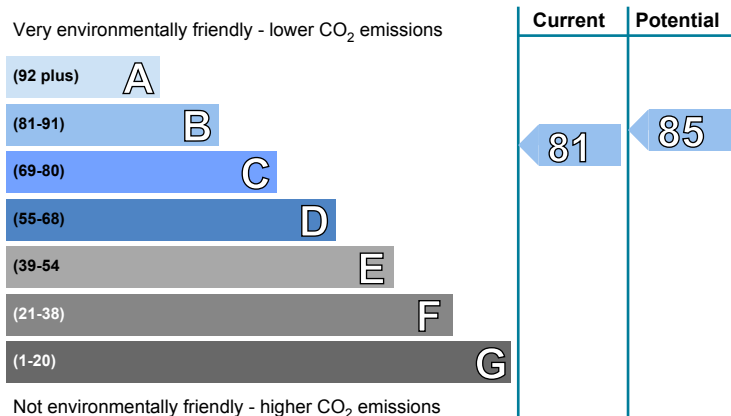 Very environmentally friendly - lower CO₂ emissions
Current Potential
(92 plus) A
(81-91) B
81 85
(69-80) C
(55-68) D
(39-54 E
(21-38) F
(1-20) G
Not environmentally friendly - higher CO₂ emissions